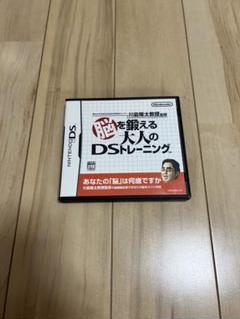 Nintendo
川島隆太教授監修
脳を鍛える
大人の
DSトレーニング
NINTENDO DS
あなたの「脳」は何歳ですか